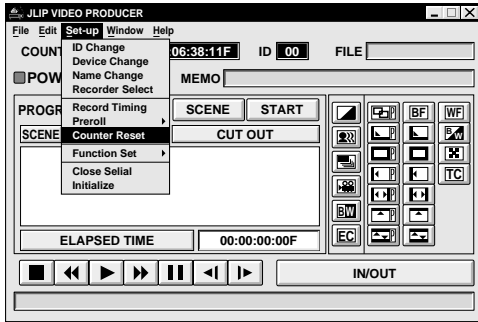 JLIP VIDEO PRODUCER
File Edit Set-up Window Help
COUNT 06:38:11F ID 00 FILE
ID Change
Device Change
Name Change
Recorder Select
Record Timing
Preroll
Counter Reset
Function Set
Close Selial
Initialize
POW MEMO
PROGR SCENE START
SCENE CUT OUT
ELAPSED TIME 00:00:00:00F
P BF WF
P B/W
P
P TC
P
BW P
EC P
IN/OUT